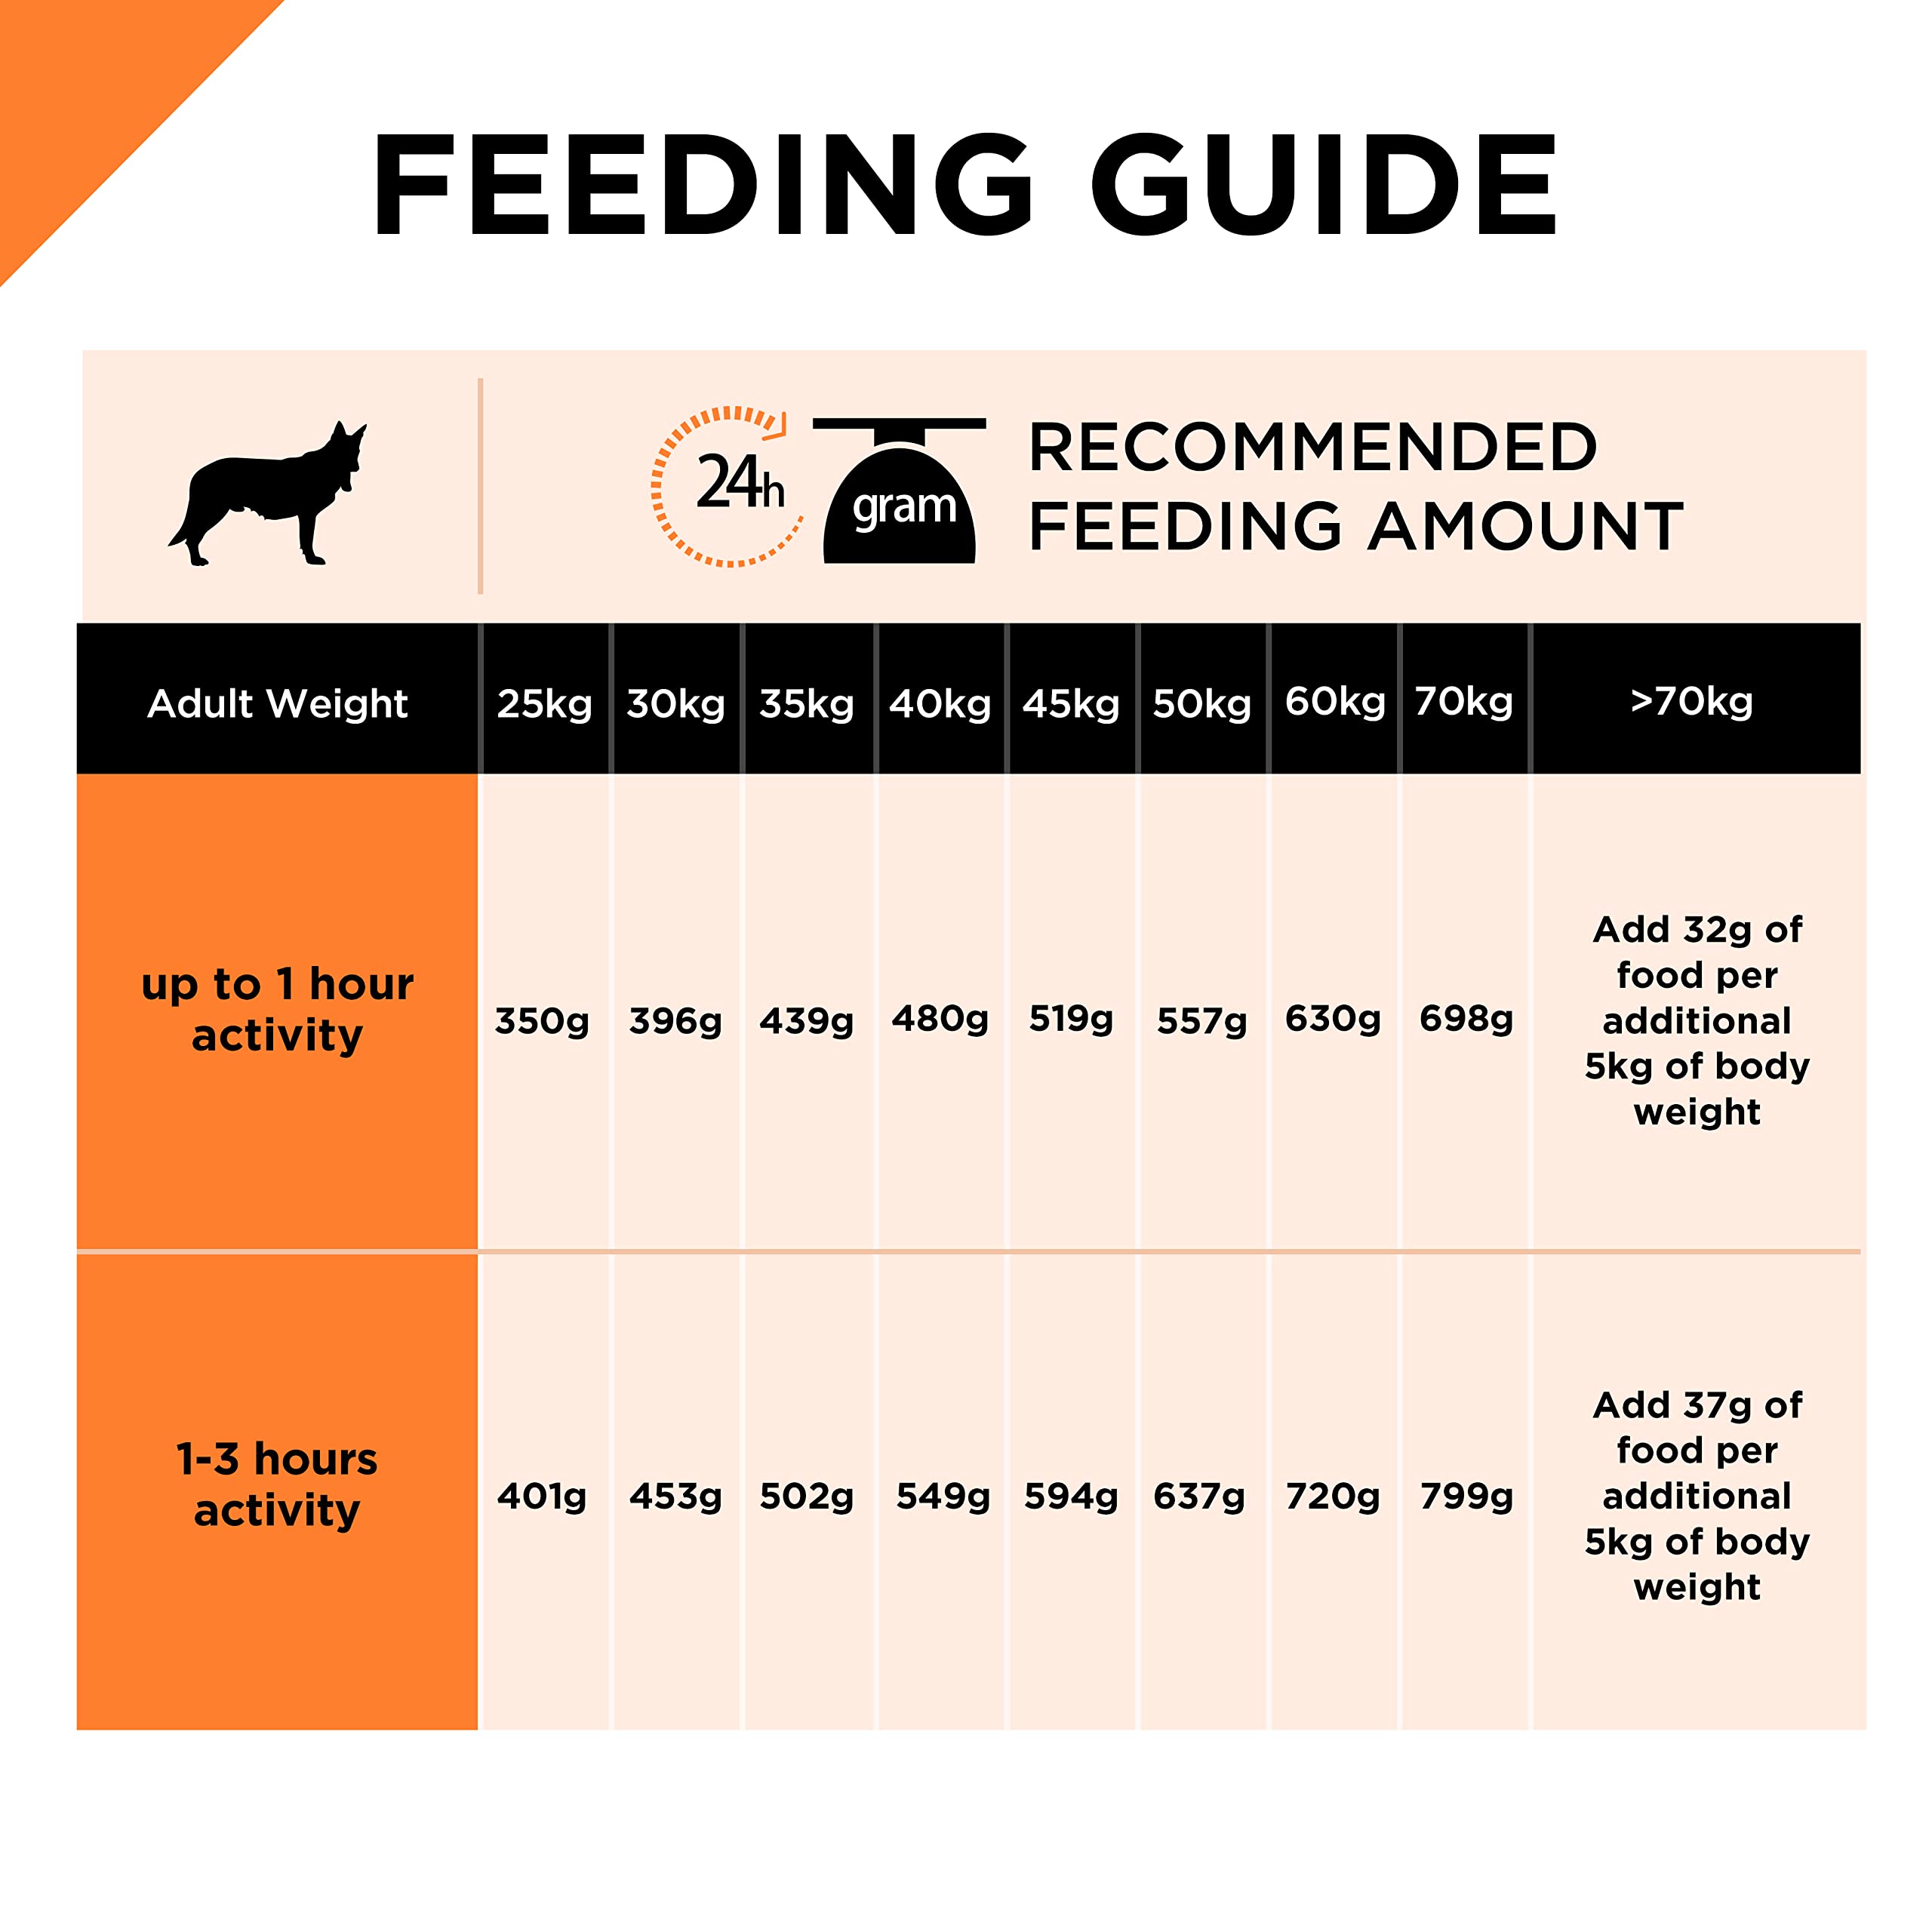 FEEDING GUIDE
24h
gram
RECOMMENDED
FEEDING AMOUNT
Adult Weight 25kg 30kg 35kg 40kg 45kg 50kg 60kg 70kg >70kg
up to 1 hour
activity
350g 396g 439g 480g 519g 557g 630g 698g
Add 32g of
food per
additional
5kg of body
weight
1-3 hours
activity
401g 453g 502g 549g 594g 637g 720g 799g
Add 37g of
food per
additional
5kg of body
weight